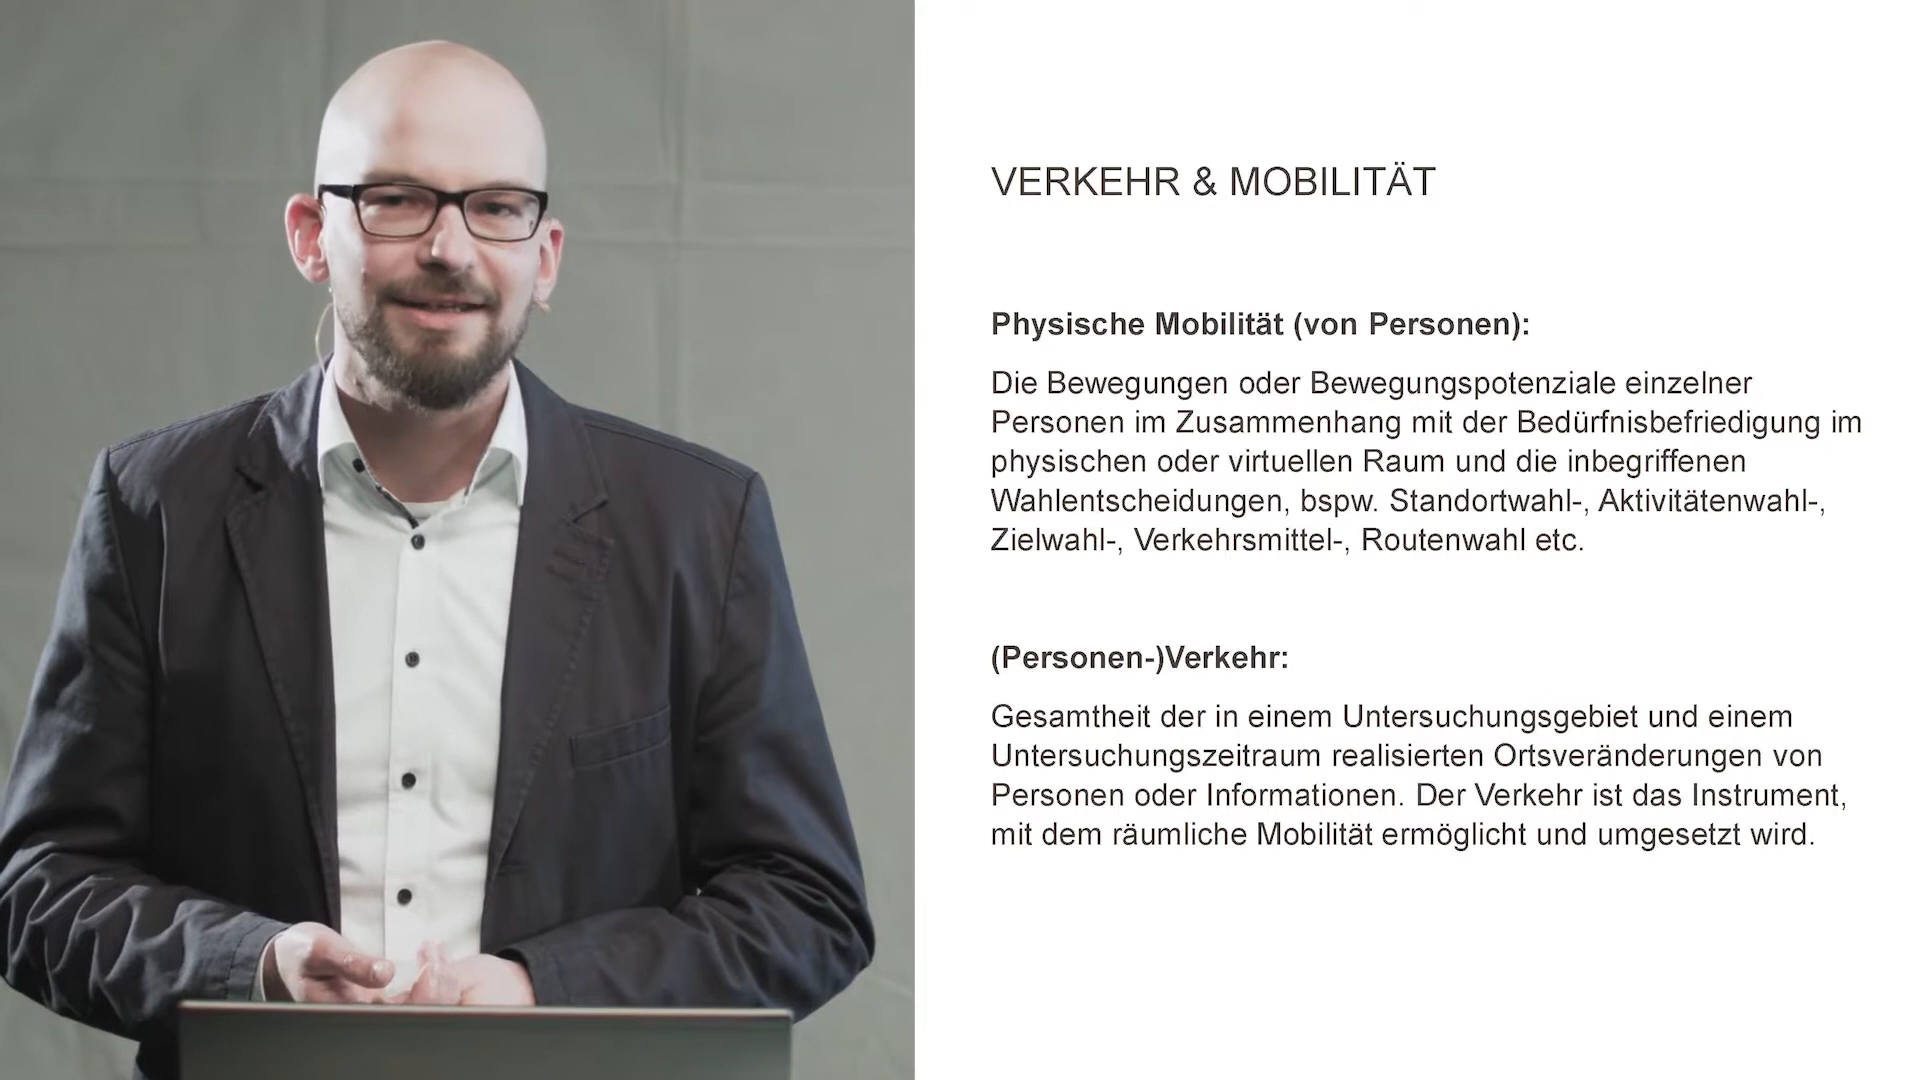 VERKEHR & MOBILITÄT
Physische Mobilität (von Personen):
Die Bewegungen oder Bewegungspotenziale einzelner
Personen im Zusammenhang mit der Bedürfnisbefriedigung im
physischen oder virtuellen Raum und die inbegriffenen
Wahlentscheidungen, bspw. Standortwahl-, Aktivitätenwahl-,
Zielwahl-, Verkehrsmittel-, Routenwahl etc.
(Personen-)Verkehr:
Gesamtheit der in einem Untersuchungsgebiet und einem
Untersuchungszeitraum realisierten Ortsveränderungen von
Personen oder Informationen. Der Verkehr ist das Instrument,
mit dem räumliche Mobilität ermöglicht und umgesetzt wird.